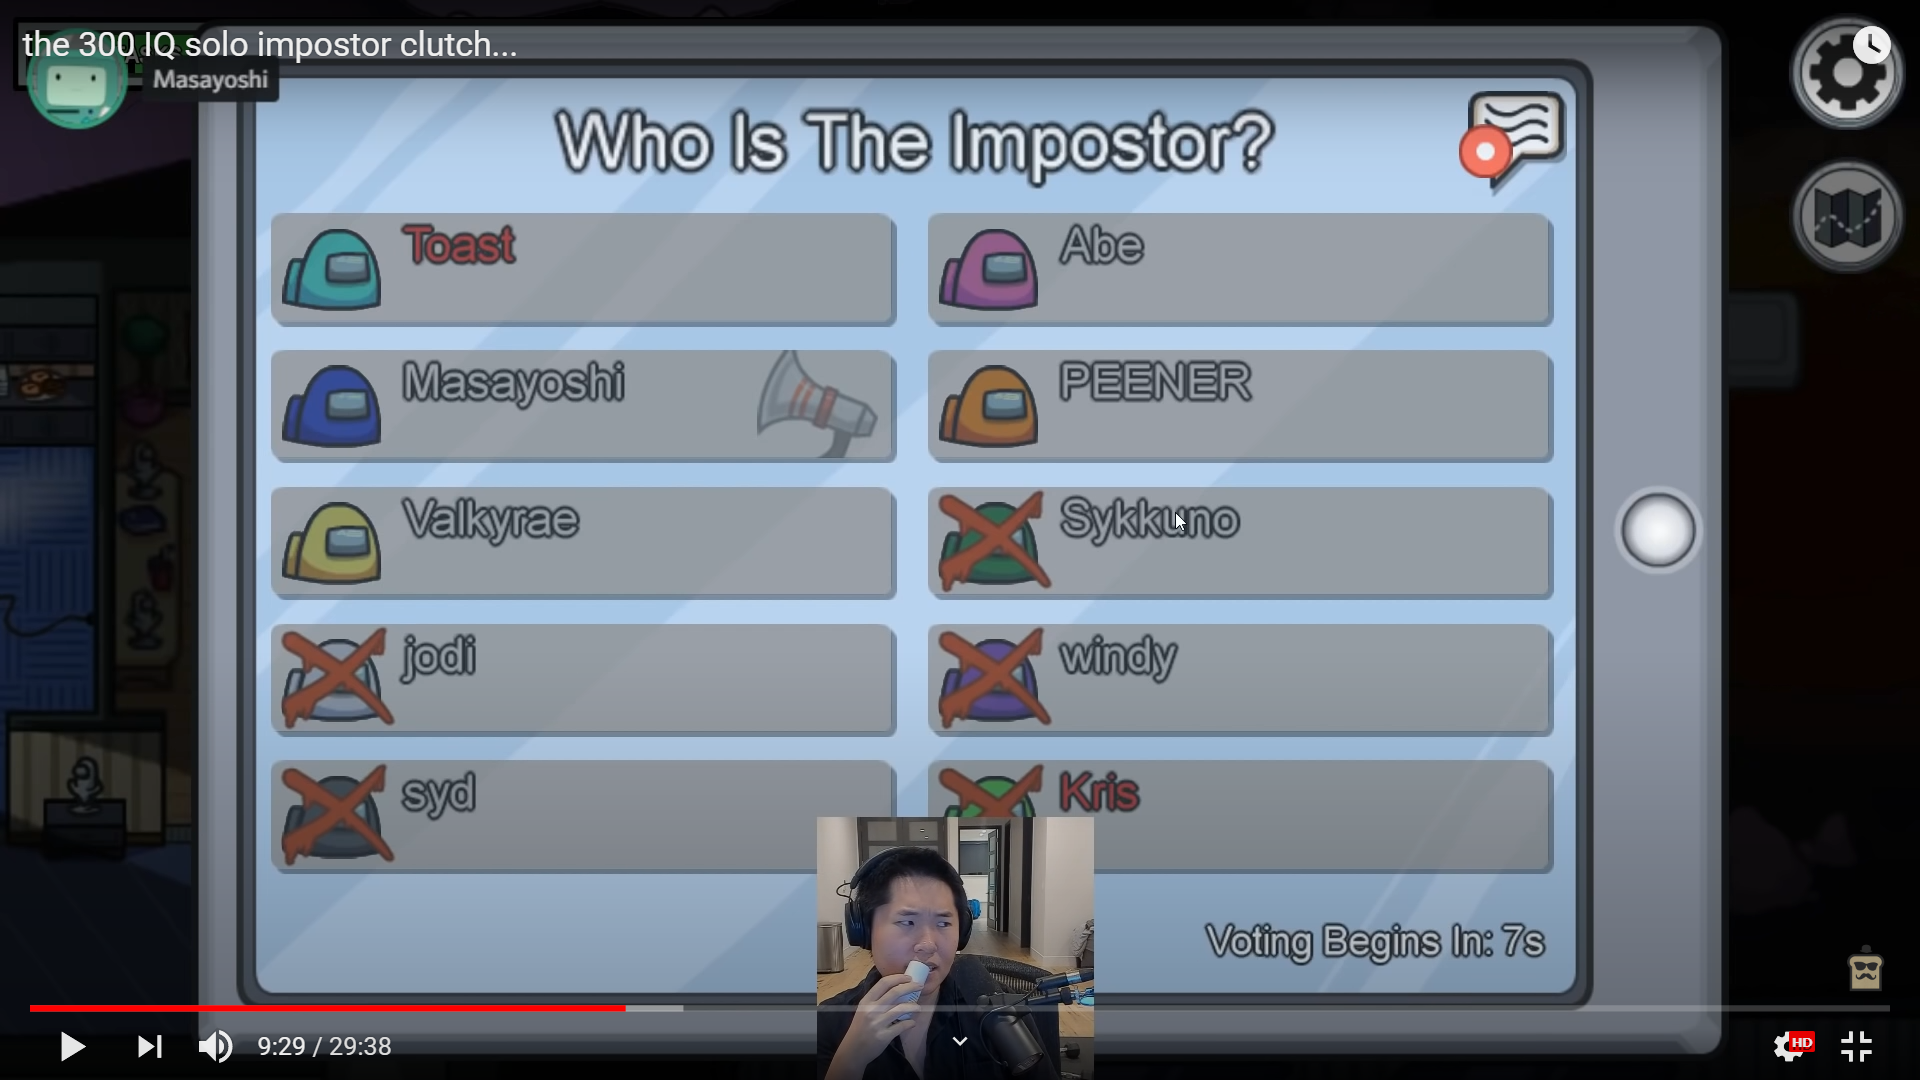 the 300 IQ solo impostor clutch...
Masayoshi
Who Is The Impostor?
Toast
Abe
Masayoshi
PEENER
Valkyrae
Sykkuno
jodi
windy
syd
Kris
Voting Begins In: 7s
9:29 / 29:38
HD